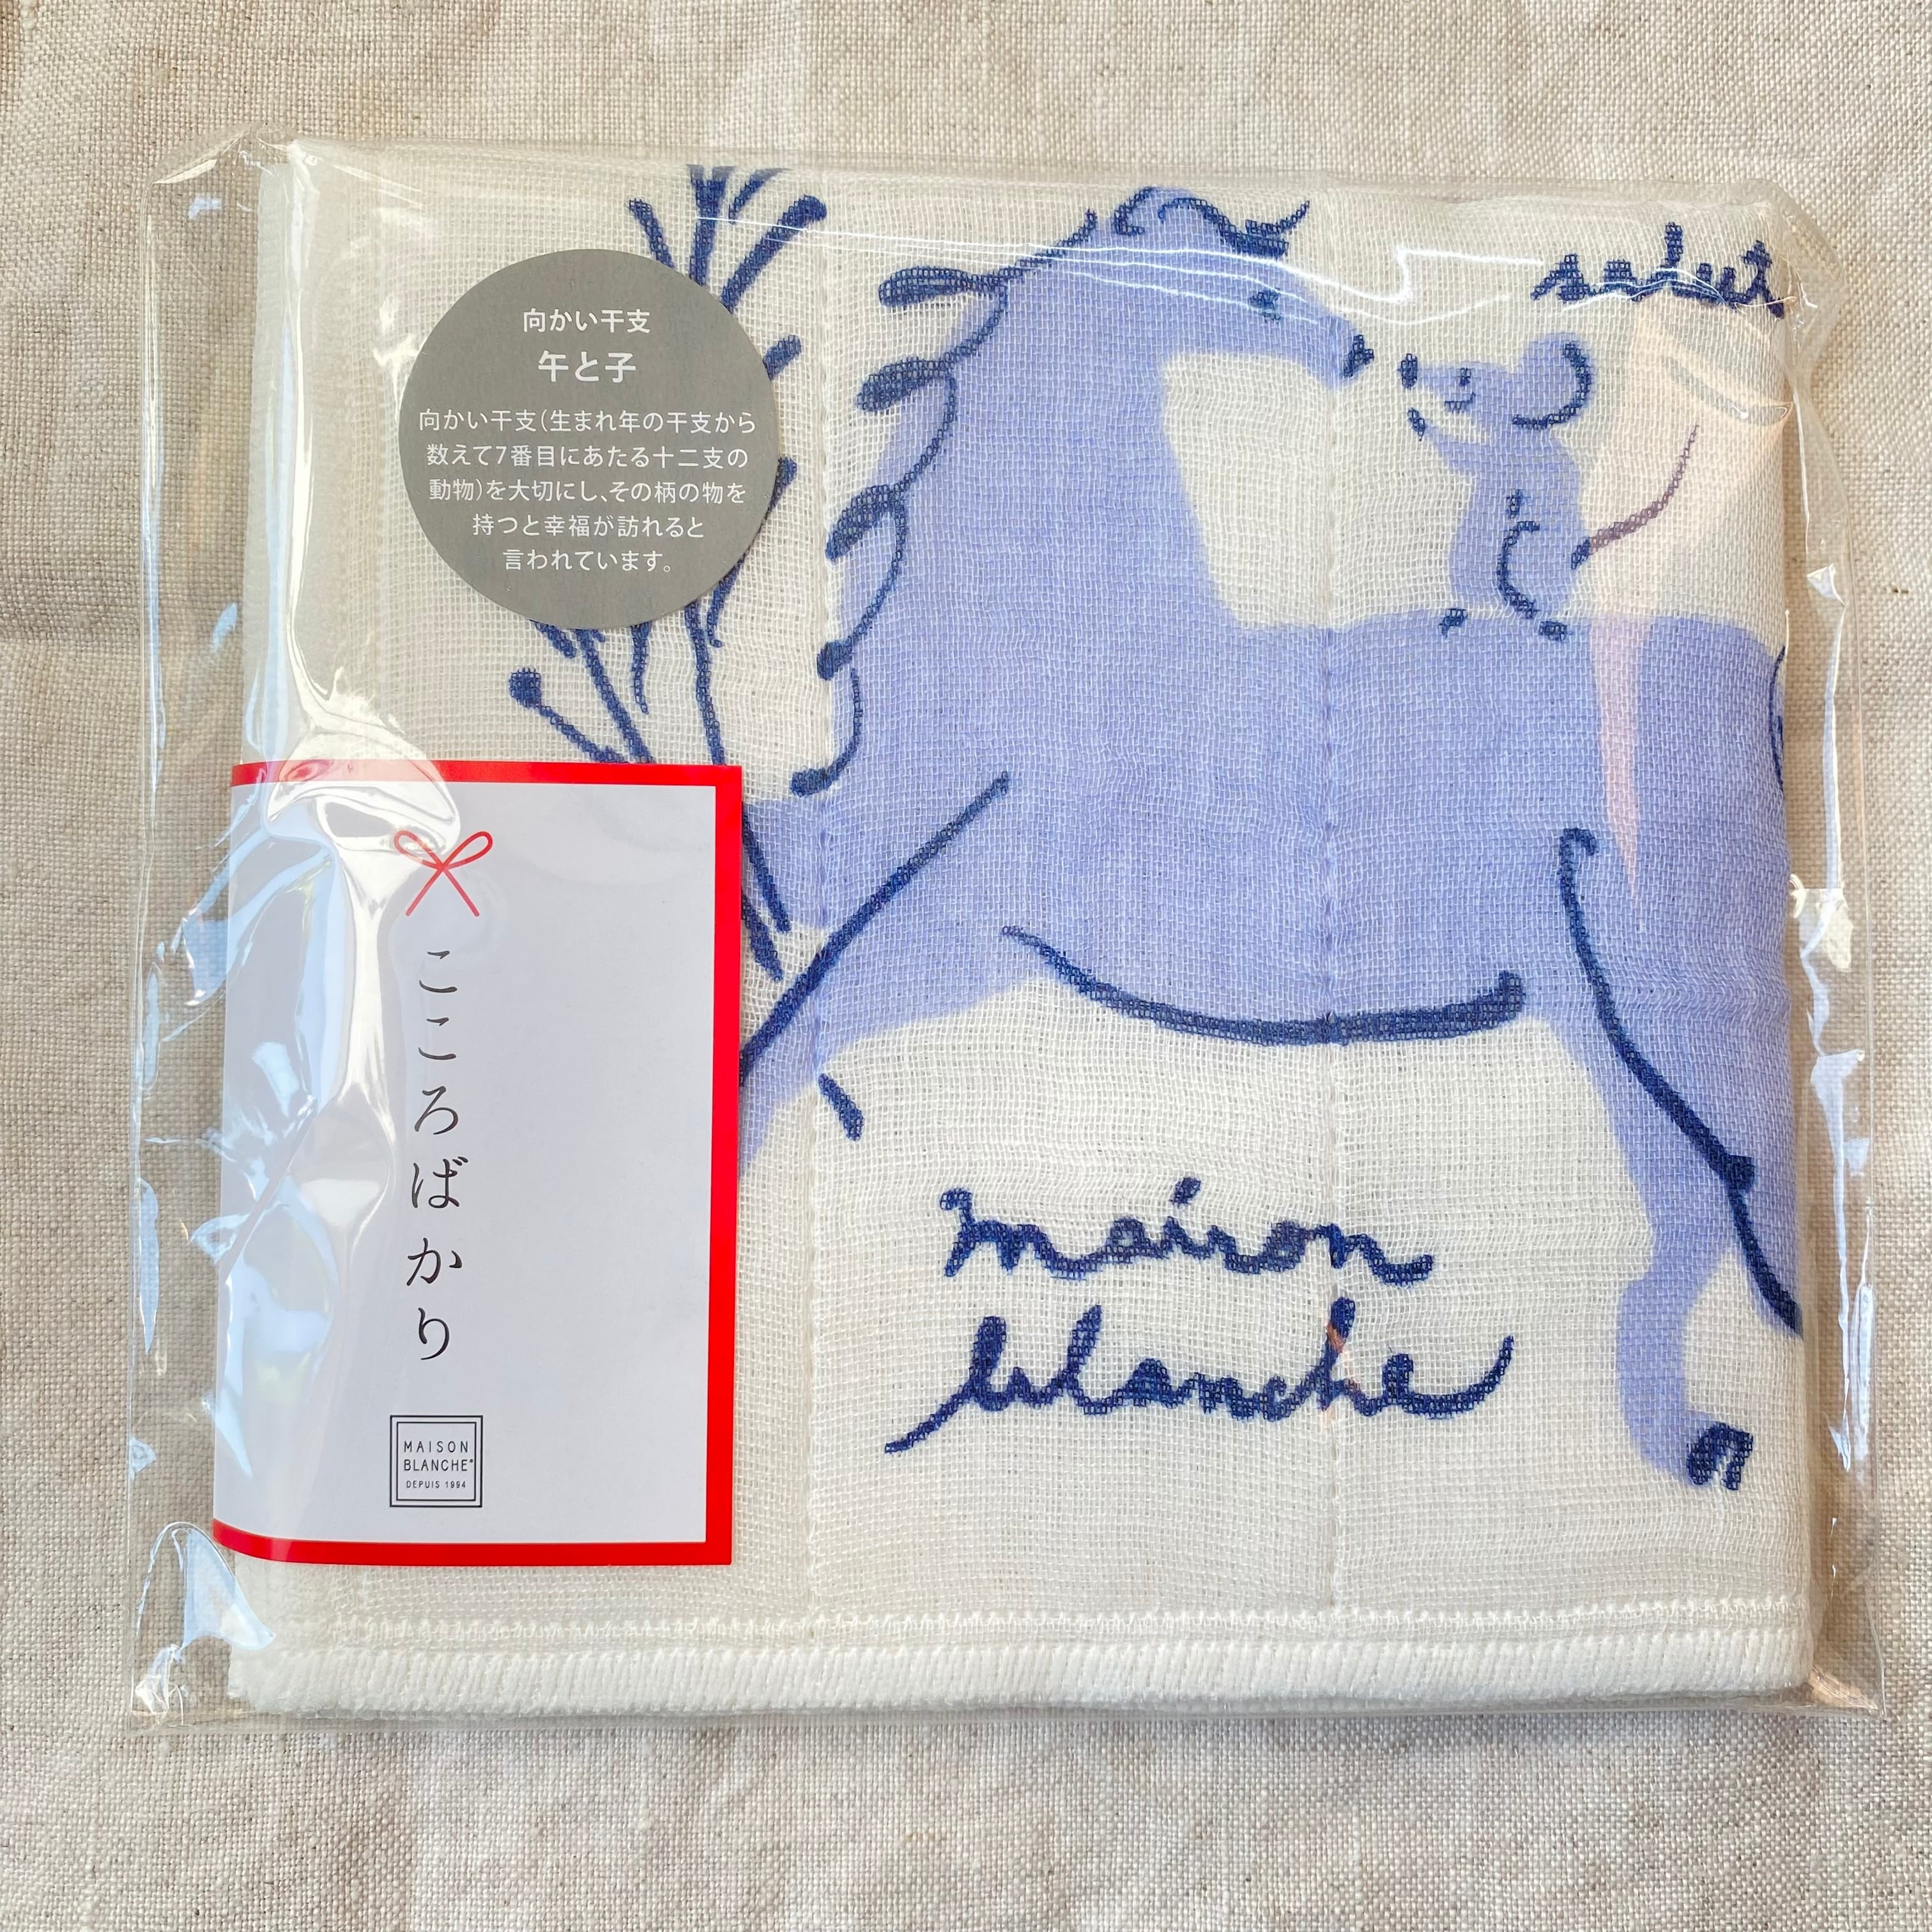 向かい干支
午と子
向かい干支(生まれ年の干支から
数えて7番目にあたる十二支の
動物)を大切にし、その柄の物を
持つと幸福が訪れると
言われています。
salut
こころばかり
MAISON
BLANCHE®
DEPUIS 1994
maison
blanche